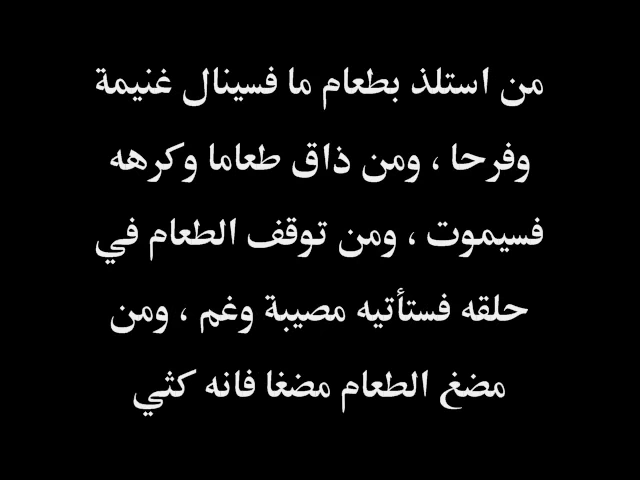 من استلذ بطعام ما فسينال غنيمة
وفرحا ، ومن ذاق طعاما وكرهه
فسيموت ، ومن توقف الطعام في
حلقه فستأتيه مصيبة وغم ، ومن
مضغ الطعام مضغا فانه كثي